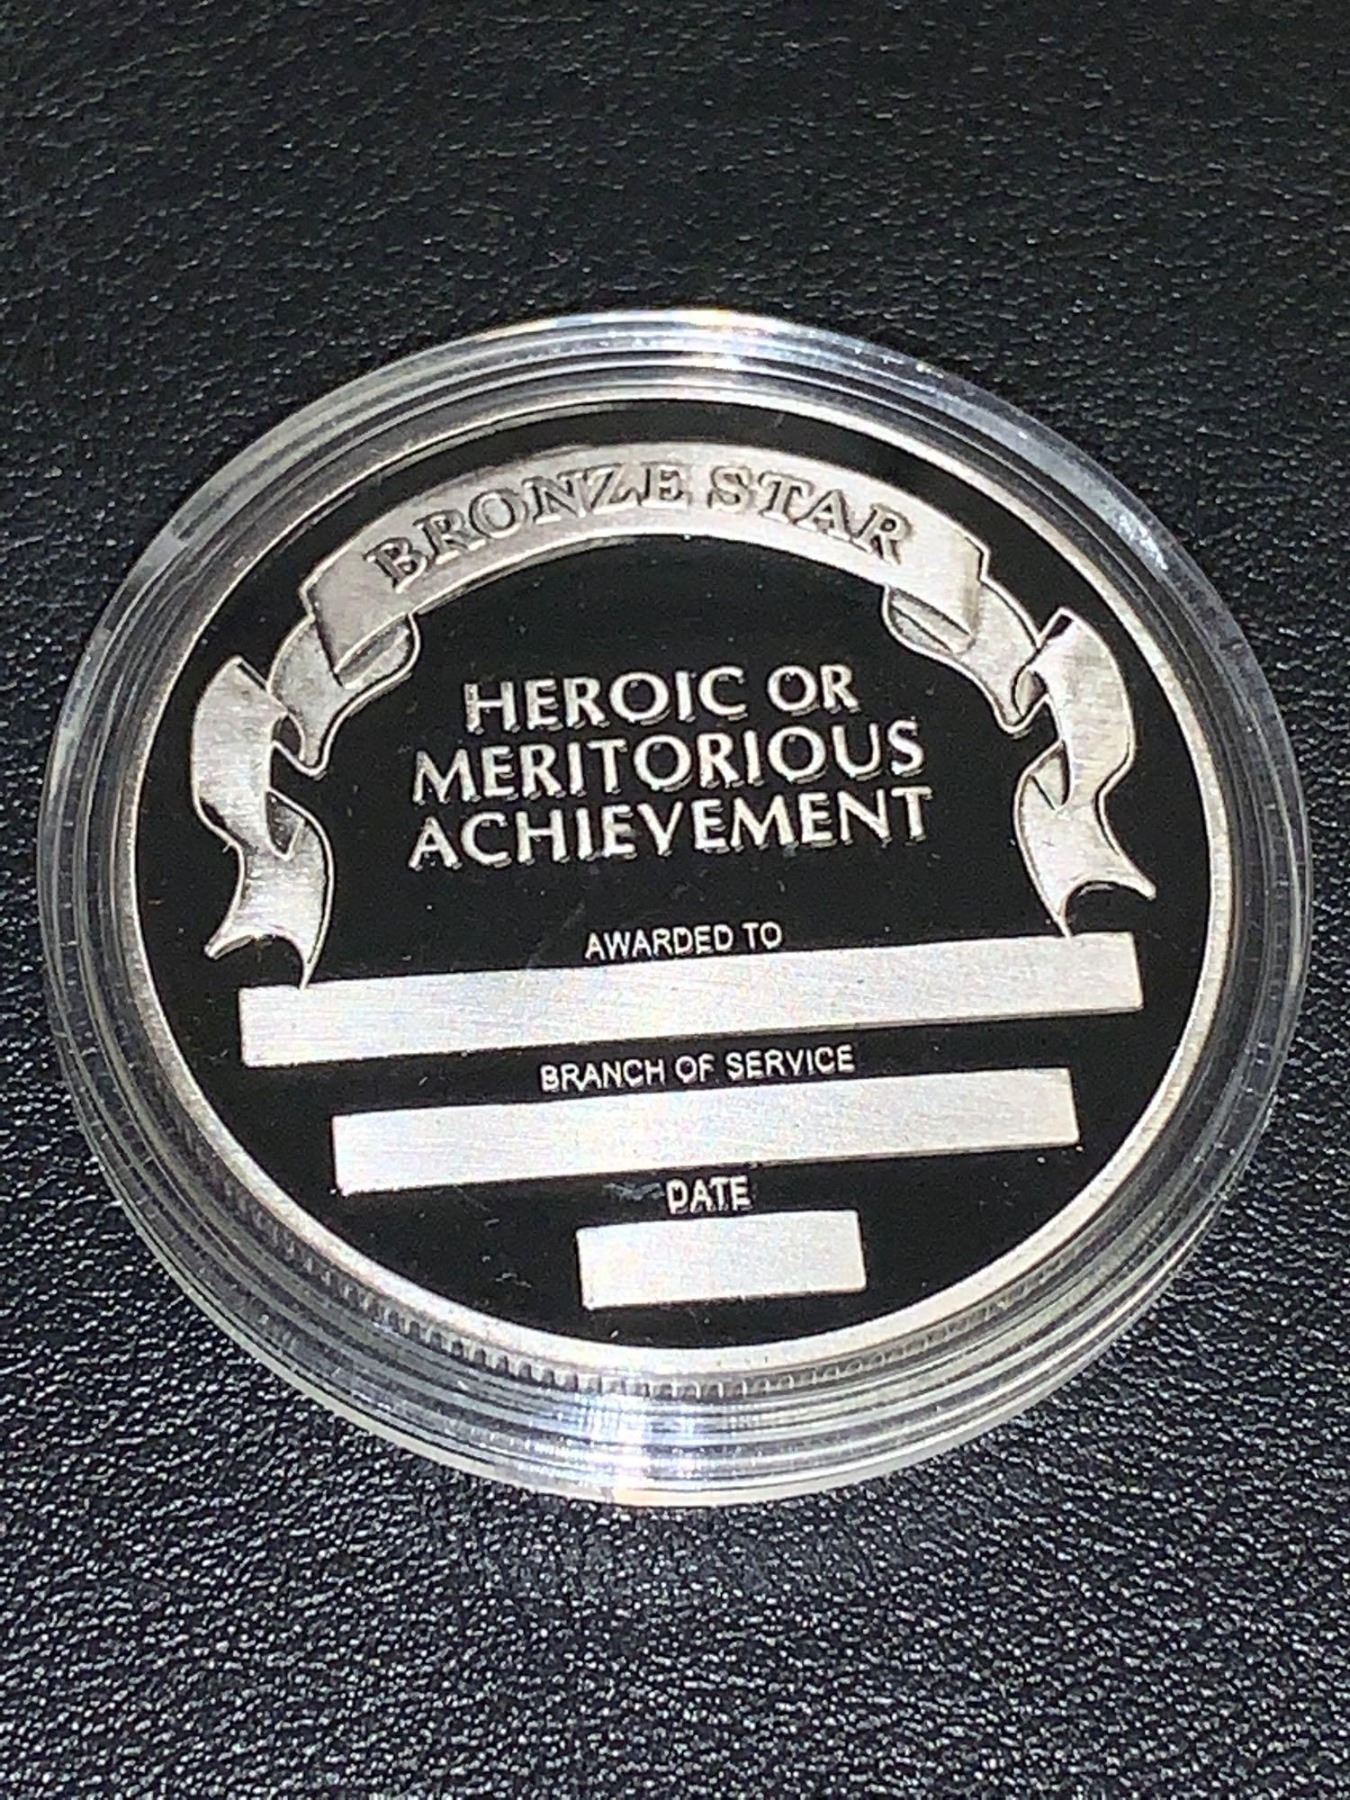 BRONZE STAR
HEROIC OR
MERITORIOUS
ACHIEVEMENT
AWARDED TO
BRANCH OF SERVICE
DATE